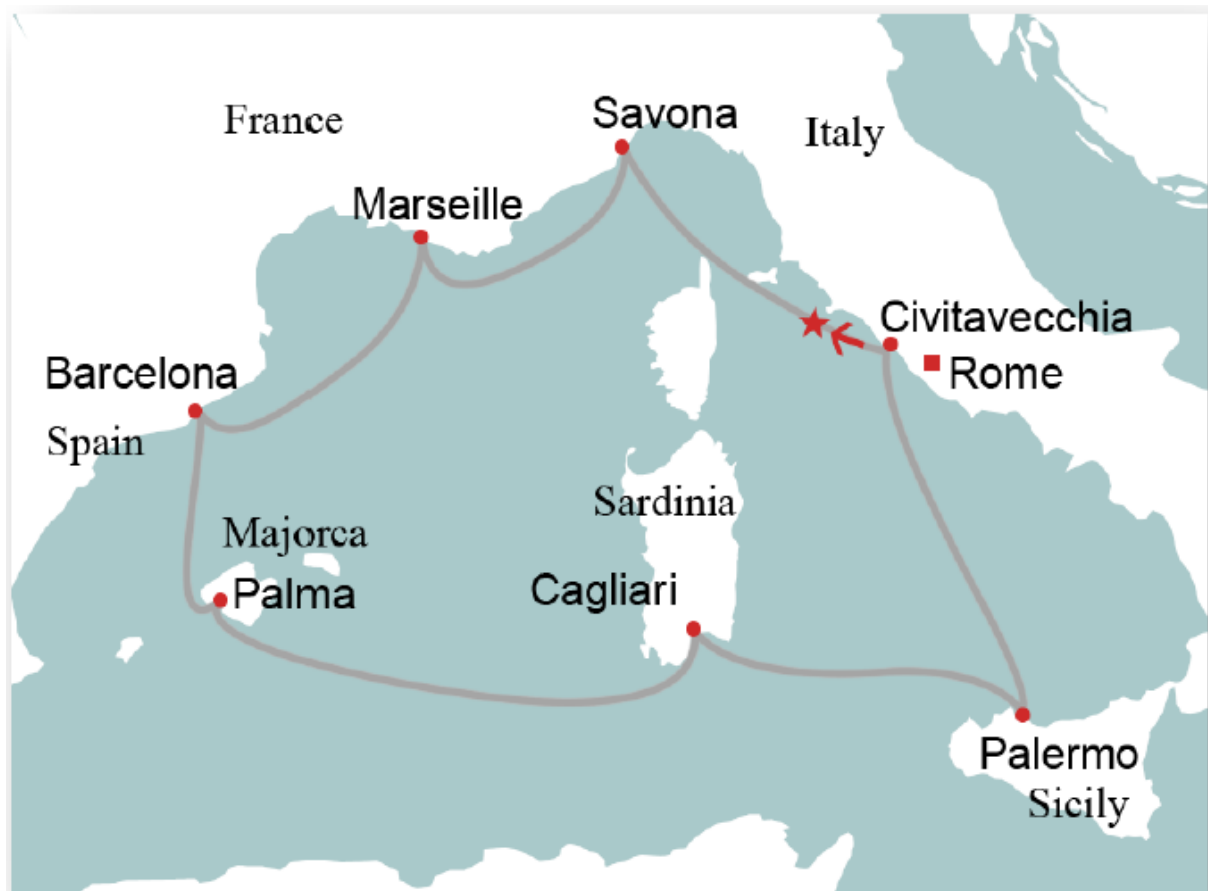 Savona
France
Italy
Marseille
Civitavecchia
Rome
Barcelona
Spain
Sardinia
Majorca
Cagliari
Palma
Palermo
Sicily